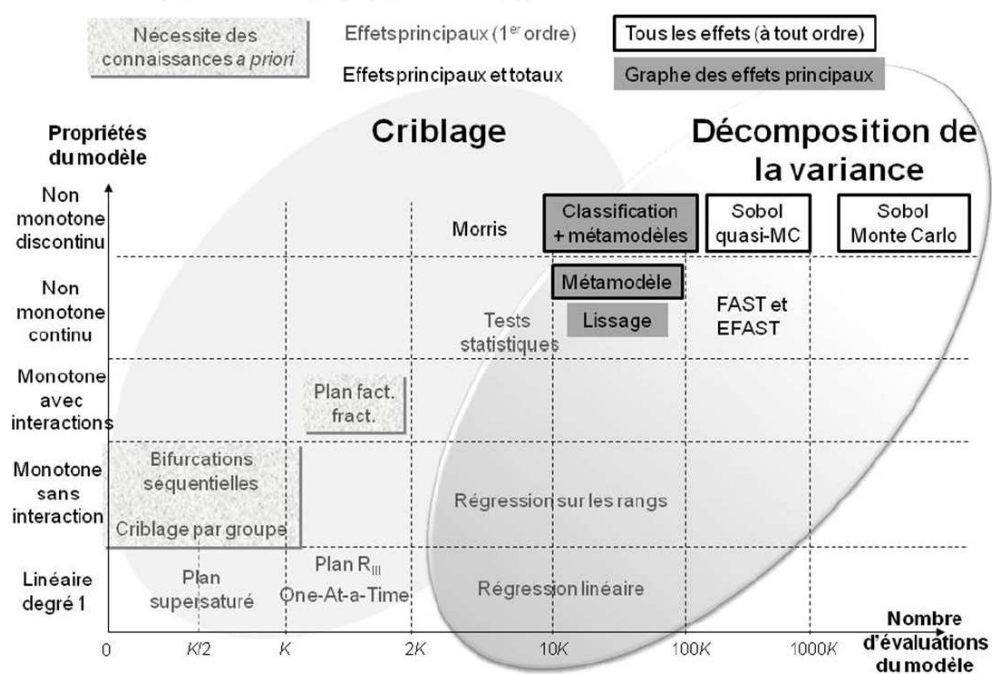 Nécessite des
connaissances a priori
Effets principaux (1er ordre)
Effets principaux et totaux
Tous les effets (à tout ordre)
Graphe des effets principaux
Propriétés
du modèle
Criblage
Décomposition de
la variance
Non
monotone
discontinu
Morris
Classification
+ métamodèles
Sobol
quasi-MC
Sobol
Monte Carlo
Non
monotone
continu
Tests
statistiques
Métamodèle
Lissage
FAST et
EFAST
Monotone
avec
interactions
Plan fact.
fract.
Monotone
sans
interaction
Bifurcations
séquentielles
Criblage par groupe
Régression sur les rangs
Linéaire
degré 1
Plan
supersaturé
Plan RIII
One-At-a-Time
Régression linéaire
0
K/2
K
2K
10K
100K
1000K
Nombre
d'évaluations
du modèle